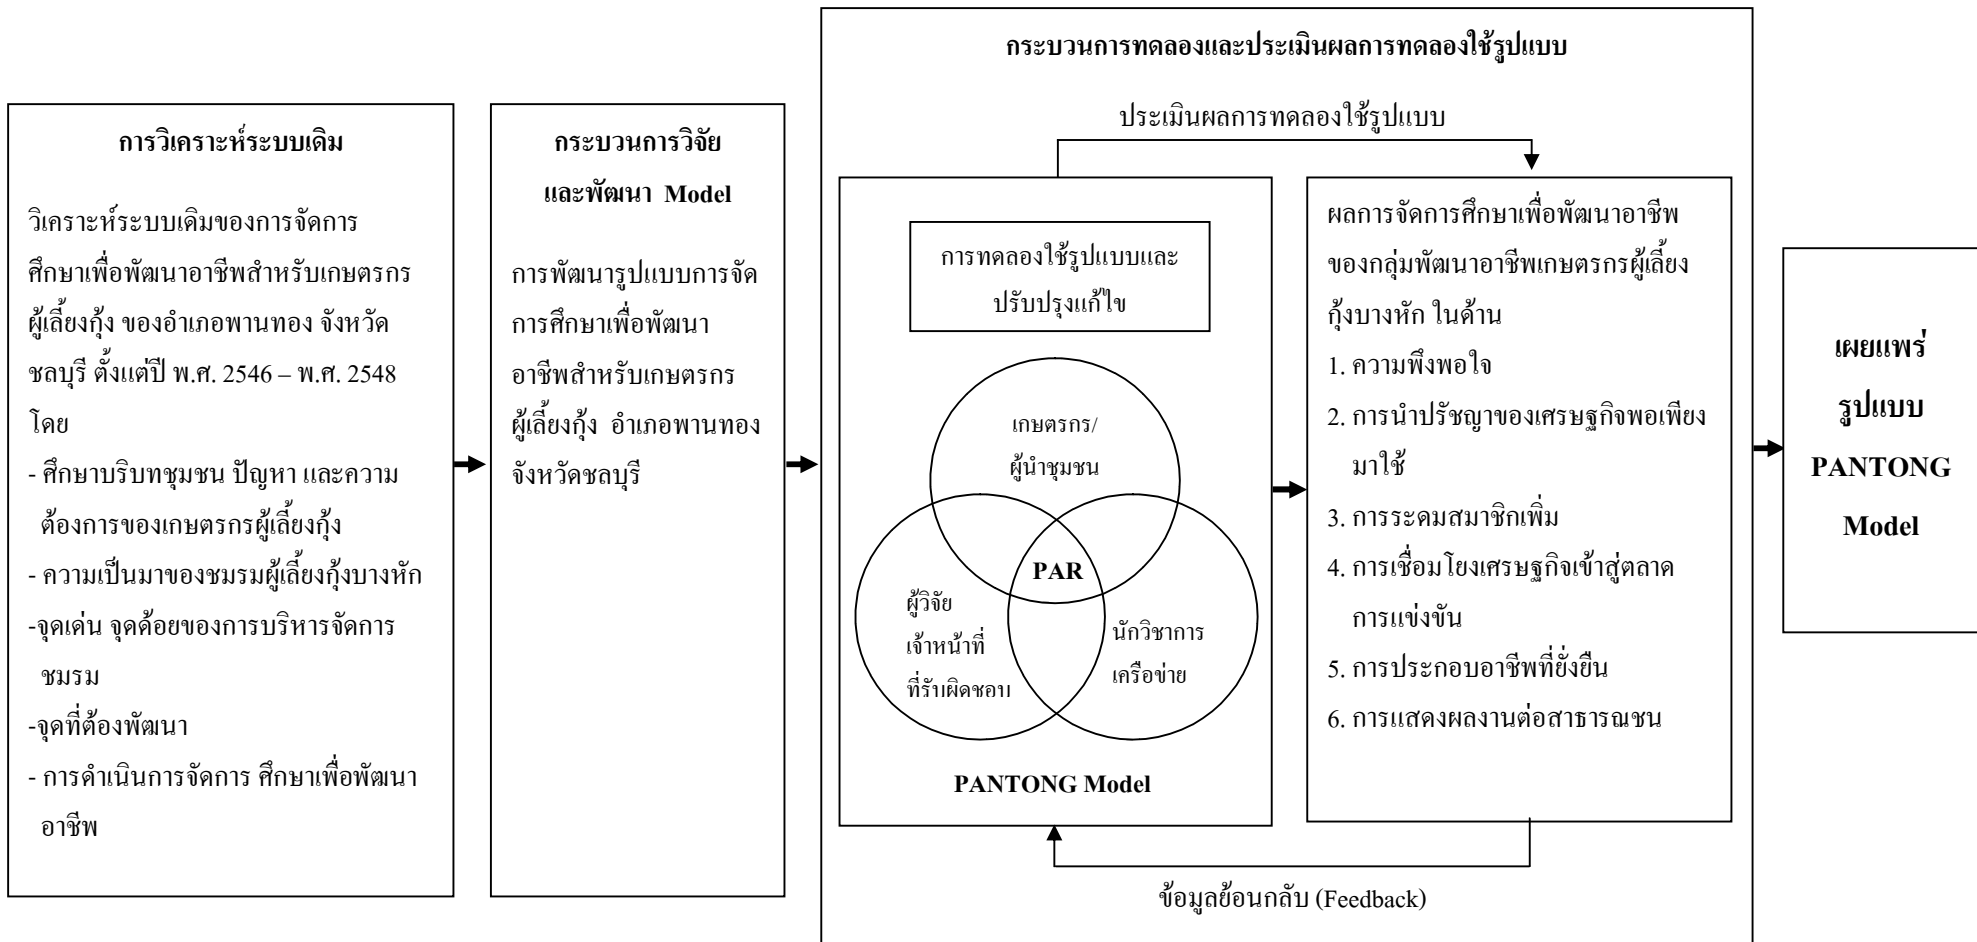 การวิเคราะห์ระบบเดิม
วิเคราะห์ระบบเดิมของการจัดการ
ศึกษาเพื่อพัฒนาอาชีพสำหรับเกษตรกร
ผู้เลี้ยงกุ้ง ของอำเภอพานทอง จังหวัด
ชลบุรี ตั้งแต่ปี พ.ศ. 2546 – พ.ศ. 2548
โดย
- ศึกษาบริบทชุมชน ปัญหา และความ
ต้องการของเกษตรกรผู้เลี้ยงกุ้ง
- ความเป็นมาของชมรมผู้เลี้ยงกุ้งบางหัก
-จุดเด่น จุดด้อยของการบริหารจัดการ
ชมรม
-จุดที่ต้องพัฒนา
- การดำเนินการจัดการ ศึกษาเพื่อพัฒนา
อาชีพ
กระบวนการวิจัย
และพัฒนา Model
การพัฒนารูปแบบการจัด
การศึกษาเพื่อพัฒนา
อาชีพสำหรับเกษตรกร
ผู้เลี้ยงกุ้ง อำเภอพานทอง
จังหวัดชลบุรี
กระบวนการทดลองและประเมินผลการทดลองใช้รูปแบบ
ประเมินผลการทดลองใช้รูปแบบ
การทดลองใช้รูปแบบและ
ปรับปรุงแก้ไข
เกษตรกร/
ผู้นำชุมชน
PAR
ผู้วิจัย
เจ้าหน้าที่
ที่รับผิดชอบ
นักวิชาการ
เครือข่าย
PANTONG Model
ผลการจัดการศึกษาเพื่อพัฒนาอาชีพ
ของกลุ่มพัฒนาอาชีพเกษตรกรผู้เลี้ยง
กุ้งบางหัก ในด้าน
1. ความพึงพอใจ
2. การนำปรัชญาของเศรษฐกิจพอเพียง
มาใช้
3. การระดมสมาชิกเพิ่ม
4. การเชื่อมโยงเศรษฐกิจเข้าสู่ตลาด
การแข่งขัน
5. การประกอบอาชีพที่ยั่งยืน
6. การแสดงผลงานต่อสาธารณชน
ข้อมูลย้อนกลับ (Feedback)
เผยแพร่
รูปแบบ
PANTONG
Model